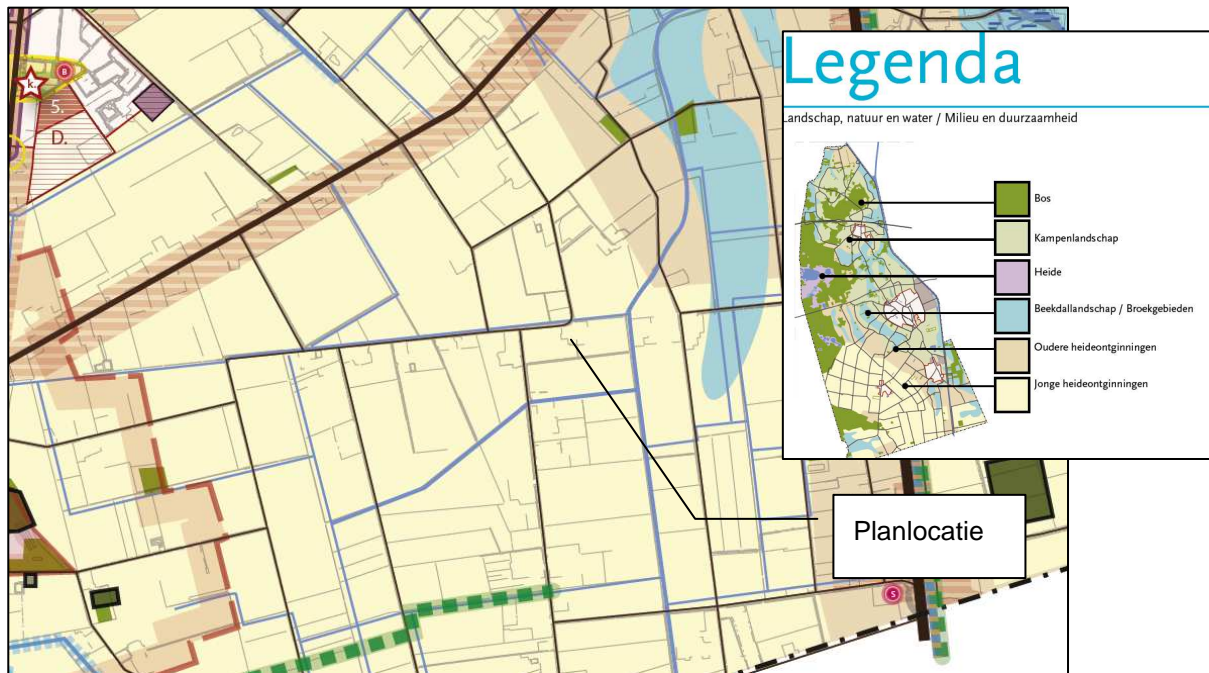 k.
B
5.
D.
Legenda
Landschap, natuur en water / Milieu en duurzaamheid
Bos
Kampenlandschap
Heide
Beekdallandschap / Broekgebieden
Oudere heideontginningen
Jonge heideontginningen
Planlocatie
S